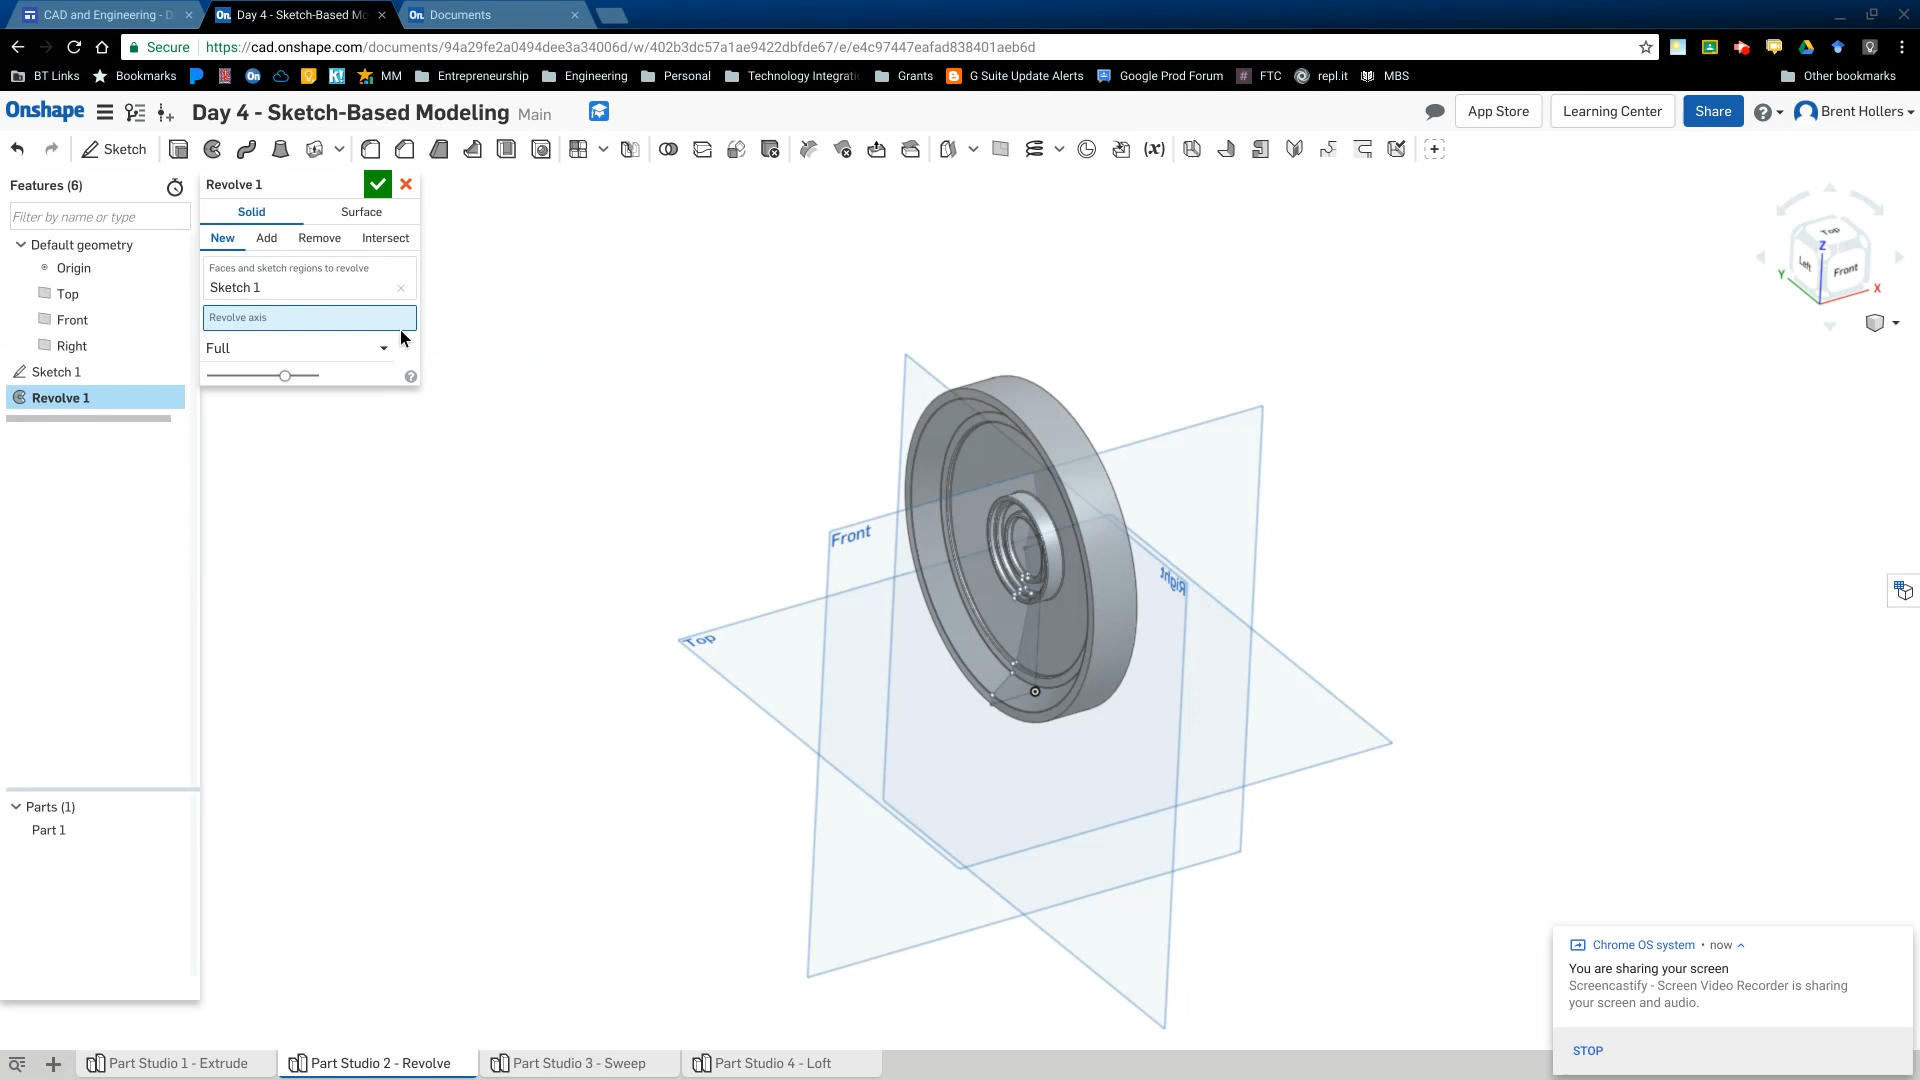 CAD and Engineering - D
Day 4 - Sketch-Based Mo
Documents
Secure
https://cad.onshape.com/documents/94a29fe2a0494dee3a34006d/w/402b3dc57a1ae9422dbfde67/e/e4c97447eafad838401aeb6d
BT Links Bookmarks MM Entrepreneurship Engineering Personal Technology Integratio Grants G Suite Update Alerts Google Prod Forum FTC repl.it MBS Other bookmarks
Onshape Day 4 - Sketch-Based Modeling Main App Store Learning Center Share Brent Hollers
Sketch (x)
Features (6)
Filter by name or type
Default geometry
Origin
Top
Front
Right
Sketch 1
Revolve 1
Revolve 1
Solid Surface
New Add Remove Intersect
Faces and sketch regions to revolve
Sketch 1
Revolve axis
Full
Top
Left
Front
Z
Y
X
Front
Right
Top
Parts (1)
Part 1
Chrome OS system • now
You are sharing your screen
Screencastify - Screen Video Recorder is sharing
your screen and audio.
STOP
Part Studio 1 - Extrude
Part Studio 2 - Revolve
Part Studio 3 - Sweep
Part Studio 4 - Loft